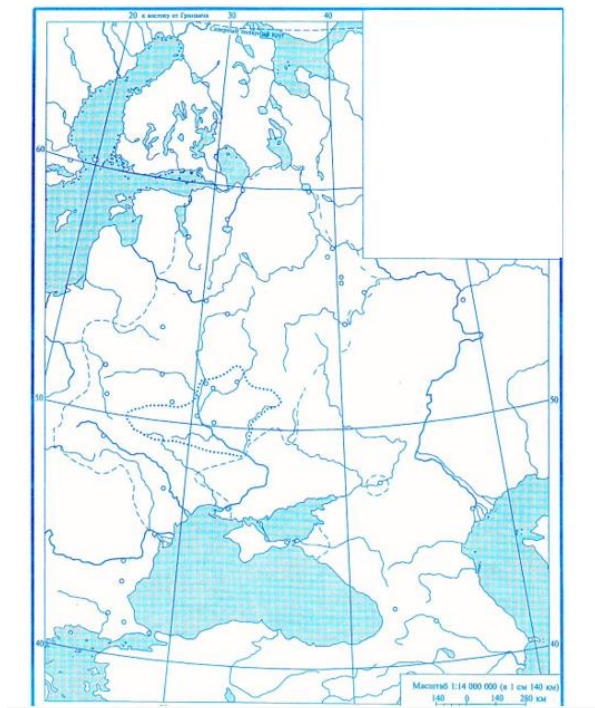 20 к востоку от Гринвича
30
40
Северный полярный круг
60
50
50
40
40
Масштаб 1:14 000 000 (в 1 см 140 км)
140 0 140 280 км